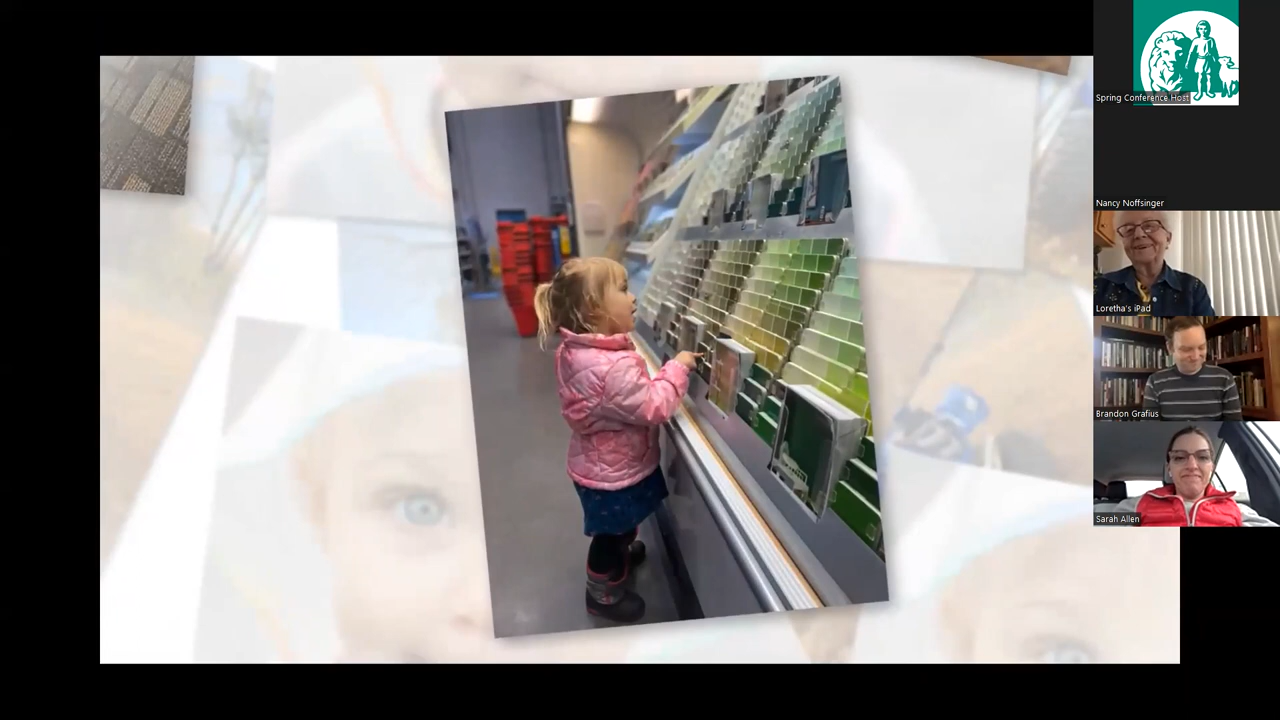 Spring Conference Host
Nancy Noffsinger
Loretha's iPad
Brandon Grafius
Sarah Allen